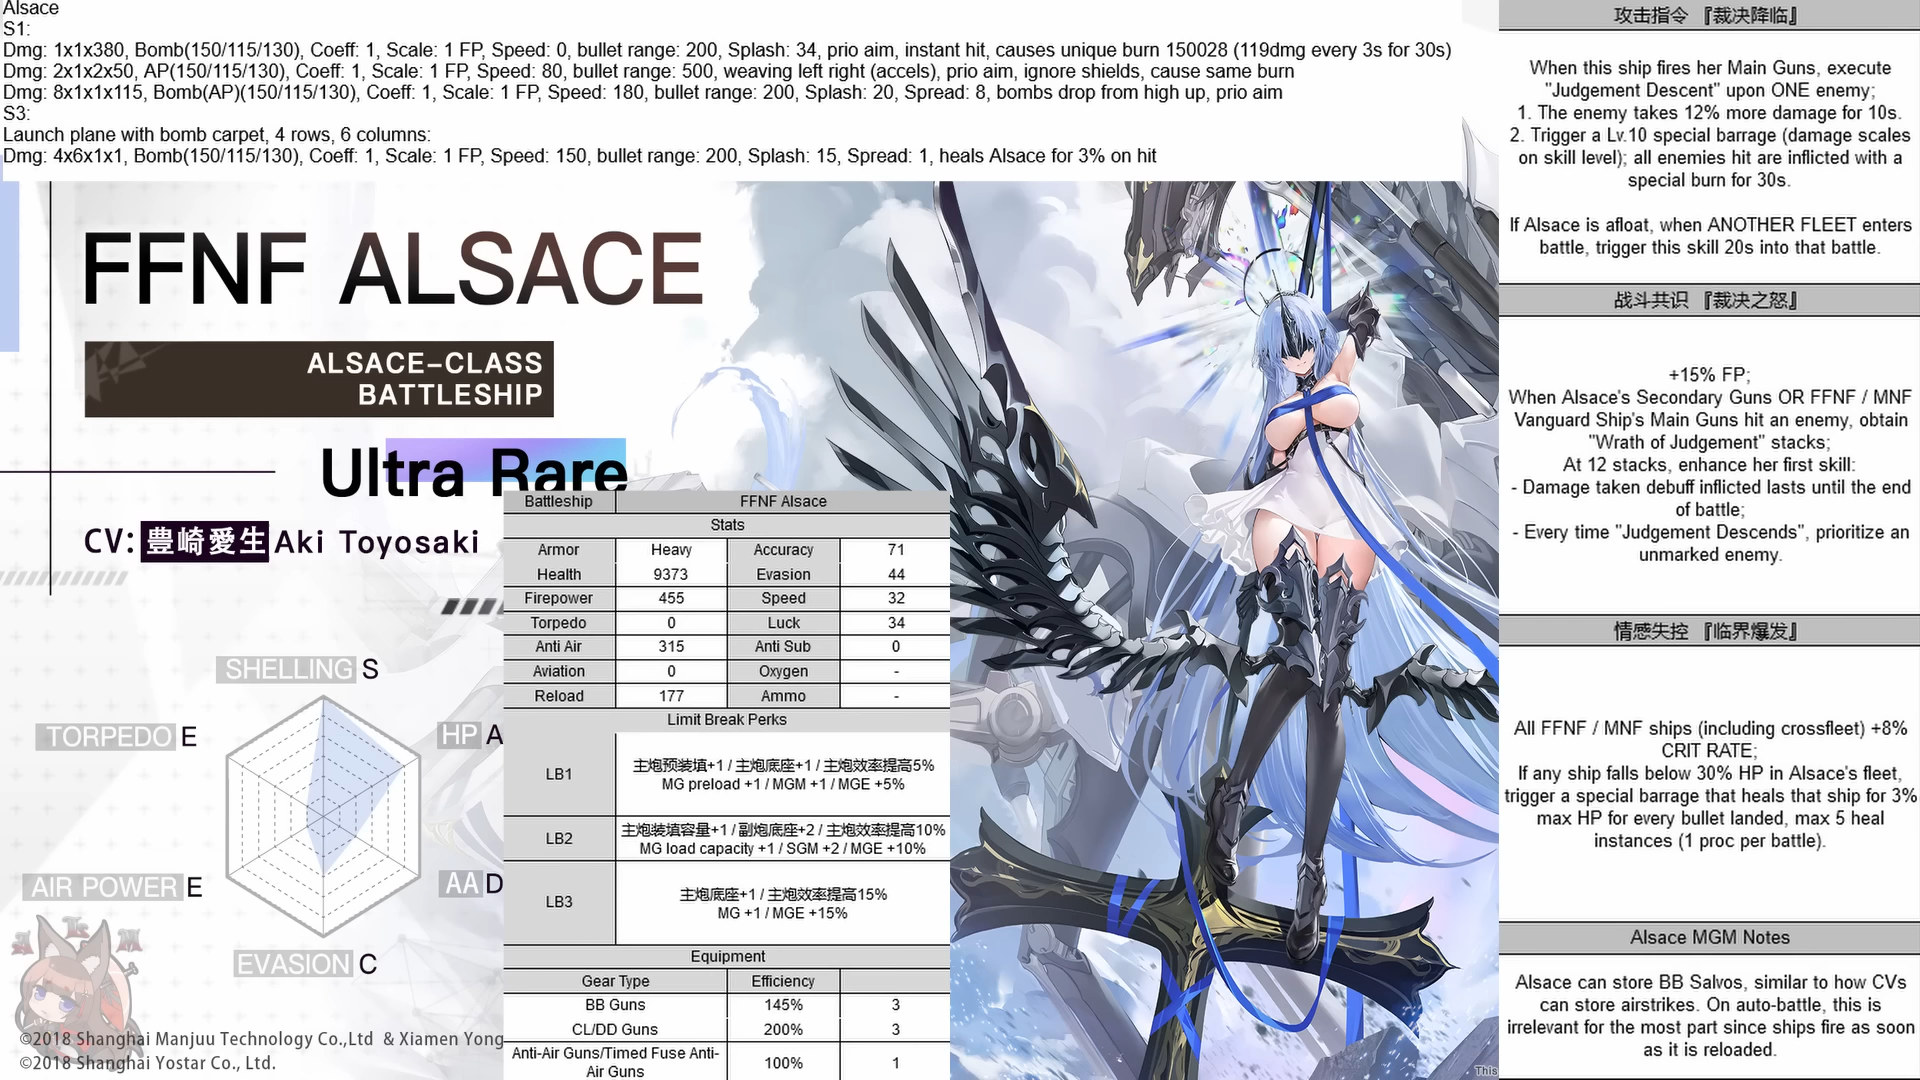 Alsace
S1:
Dmg: 1x1x380, Bomb(150/115/130), Coeff: 1, Scale: 1 FP, Speed: 0, bullet range: 200, Splash: 34, prio aim, instant hit, causes unique burn 150028 (119dmg every 3s for 30s)
Dmg: 2x1x2x50, AP(150/115/130), Coeff: 1, Scale: 1 FP, Speed: 80, bullet range: 500, weaving left right (accels), prio aim, ignore shields, cause same burn
Dmg: 8x1x1x115, Bomb(AP)(150/115/130), Coeff: 1, Scale: 1 FP, Speed: 180, bullet range: 200, Splash: 20, Spread: 8, bombs drop from high up, prio aim
S3:
Launch plane with bomb carpet, 4 rows, 6 columns:
Dmg: 4x6x1x1, Bomb(150/115/130), Coeff: 1, Scale: 1 FP, Speed: 150, bullet range: 200, Splash: 15, Spread: 1, heals Alsace for 3% on hit
FFNF ALSACE
ALSACE-CLASS
BATTLESHIP
Ultra Rare
CV: 豊崎愛生 Aki Toyosaki
SHELLING S
TORPEDO E
HP A
AIR POWER E
AA D
EVASION C
©2018 Shanghai Manjuu Technology Co.,Ltd & Xiamen Yong
©2018 Shanghai Yostar Co., Ltd.
Battleship FFNF Alsace
Stats
Armor Heavy Accuracy 71
Health 9373 Evasion 44
Firepower 455 Speed 32
Torpedo 0 Luck 34
Anti Air 315 Anti Sub 0
Aviation 0 Oxygen -
Reload 177 Ammo -
Limit Break Perks
LB1
主炮预装填+1 / 主炮底座+1 / 主炮效率提高5%
MG preload +1 / MGM +1 / MGE +5%
LB2
主炮装填容量+1 / 副炮底座+2 / 主炮效率提高10%
MG load capacity +1 / SGM +2 / MGE +10%
LB3
主炮底座+1 / 主炮效率提高15%
MG +1 / MGE +15%
Equipment
Gear Type Efficiency
BB Guns 145% 3
CL/DD Guns 200% 3
Anti-Air Guns/Timed Fuse Anti-
Air Guns 100% 1
攻击指令 『裁决降临』
When this ship fires her Main Guns, execute
"Judgement Descent" upon ONE enemy;
1. The enemy takes 12% more damage for 10s.
2. Trigger a Lv.10 special barrage (damage scales
on skill level); all enemies hit are inflicted with a
special burn for 30s.
If Alsace is afloat, when ANOTHER FLEET enters
battle, trigger this skill 20s into that battle.
战斗共识 『裁决之怒』
+15% FP;
When Alsace's Secondary Guns OR FFNF / MNF
Vanguard Ship's Main Guns hit an enemy, obtain
"Wrath of Judgement" stacks;
At 12 stacks, enhance her first skill:
- Damage taken debuff inflicted lasts until the end
of battle;
- Every time "Judgement Descends", prioritize an
unmarked enemy.
情感失控 『临界爆发』
All FFNF / MNF ships (including crossfleet) +8%
CRIT RATE;
If any ship falls below 30% HP in Alsace's fleet,
trigger a special barrage that heals that ship for 3%
max HP for every bullet landed, max 5 heal
instances (1 proc per battle).
Alsace MGM Notes
Alsace can store BB Salvos, similar to how CVs
can store airstrikes. On auto-battle, this is
irrelevant for the most part since ships fire as soon
as it is reloaded.
This